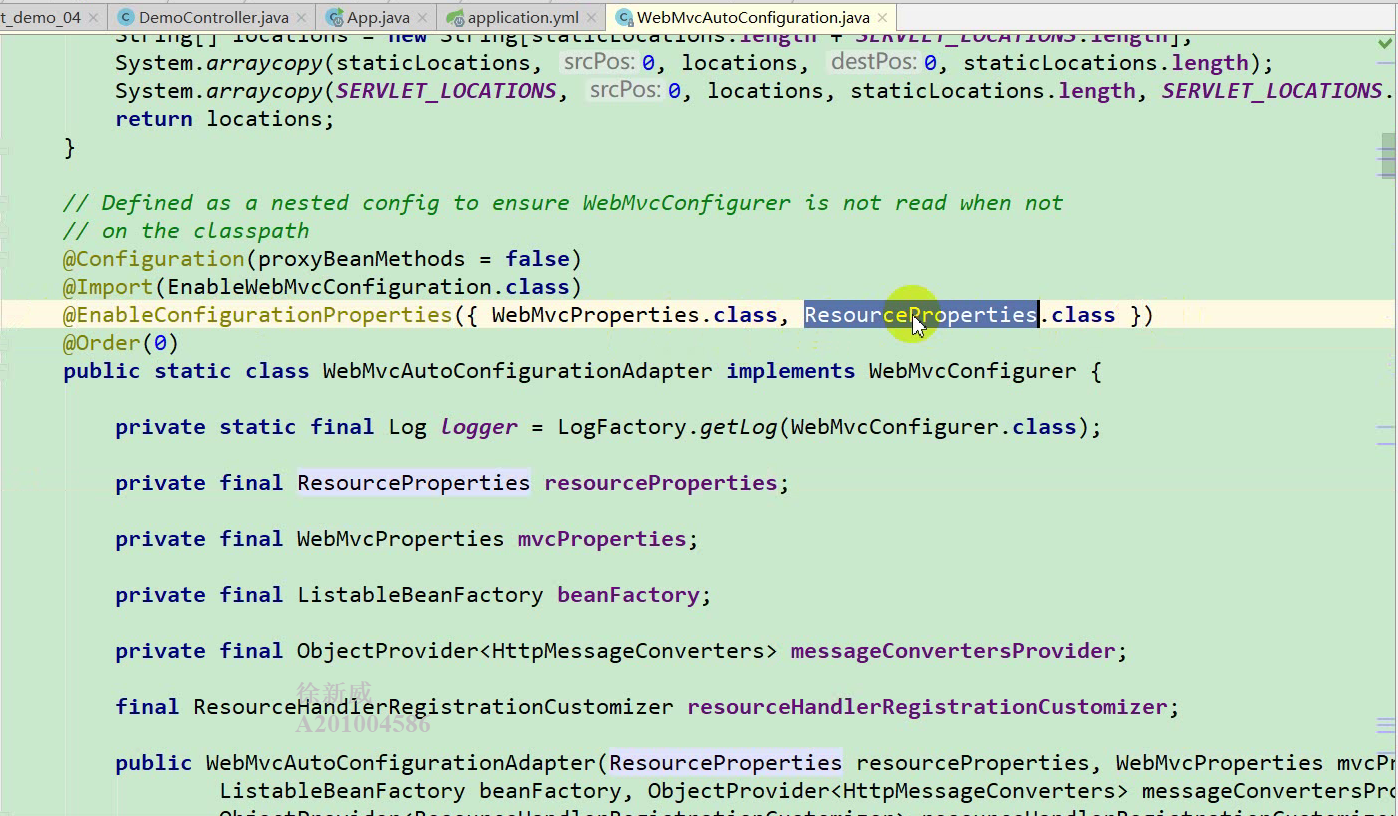 t_demo_04 × DemoController.java × App.java × application.yml × WebMvcAutoConfiguration.java ×
String[] locations = new String[staticLocations.length + SERVLET_LOCATIONS.length];
System.arraycopy(staticLocations, srcPos: 0, locations, destPos: 0, staticLocations.length);
System.arraycopy(SERVLET_LOCATIONS, srcPos: 0, locations, staticLocations.length, SERVLET_LOCATIONS.
return locations;
}
// Defined as a nested config to ensure WebMvcConfigurer is not read when not
// on the classpath
@Configuration(proxyBeanMethods = false)
@Import(EnableWebMvcConfiguration.class)
@EnableConfigurationProperties({ WebMvcProperties.class, ResourceProperties.class })
@Order(0)
public static class WebMvcAutoConfigurationAdapter implements WebMvcConfigurer {
private static final Log logger = LogFactory.getLog(WebMvcConfigurer.class);
private final ResourceProperties resourceProperties;
private final WebMvcProperties mvcProperties;
private final ListableBeanFactory beanFactory;
private final ObjectProvider<HttpMessageConverters> messageConvertersProvider;
徐新威
final ResourceHandlerRegistrationCustomizer resourceHandlerRegistrationCustomizer;
A201004586
public WebMvcAutoConfigurationAdapter(ResourceProperties resourceProperties, WebMvcProperties mvcPr
ListableBeanFactory beanFactory, ObjectProvider<HttpMessageConverters> messageConvertersPro
ObjectProvider<ResourceHandlerRegistrationCustomizer> resourceHandlerRegistrationCustomize